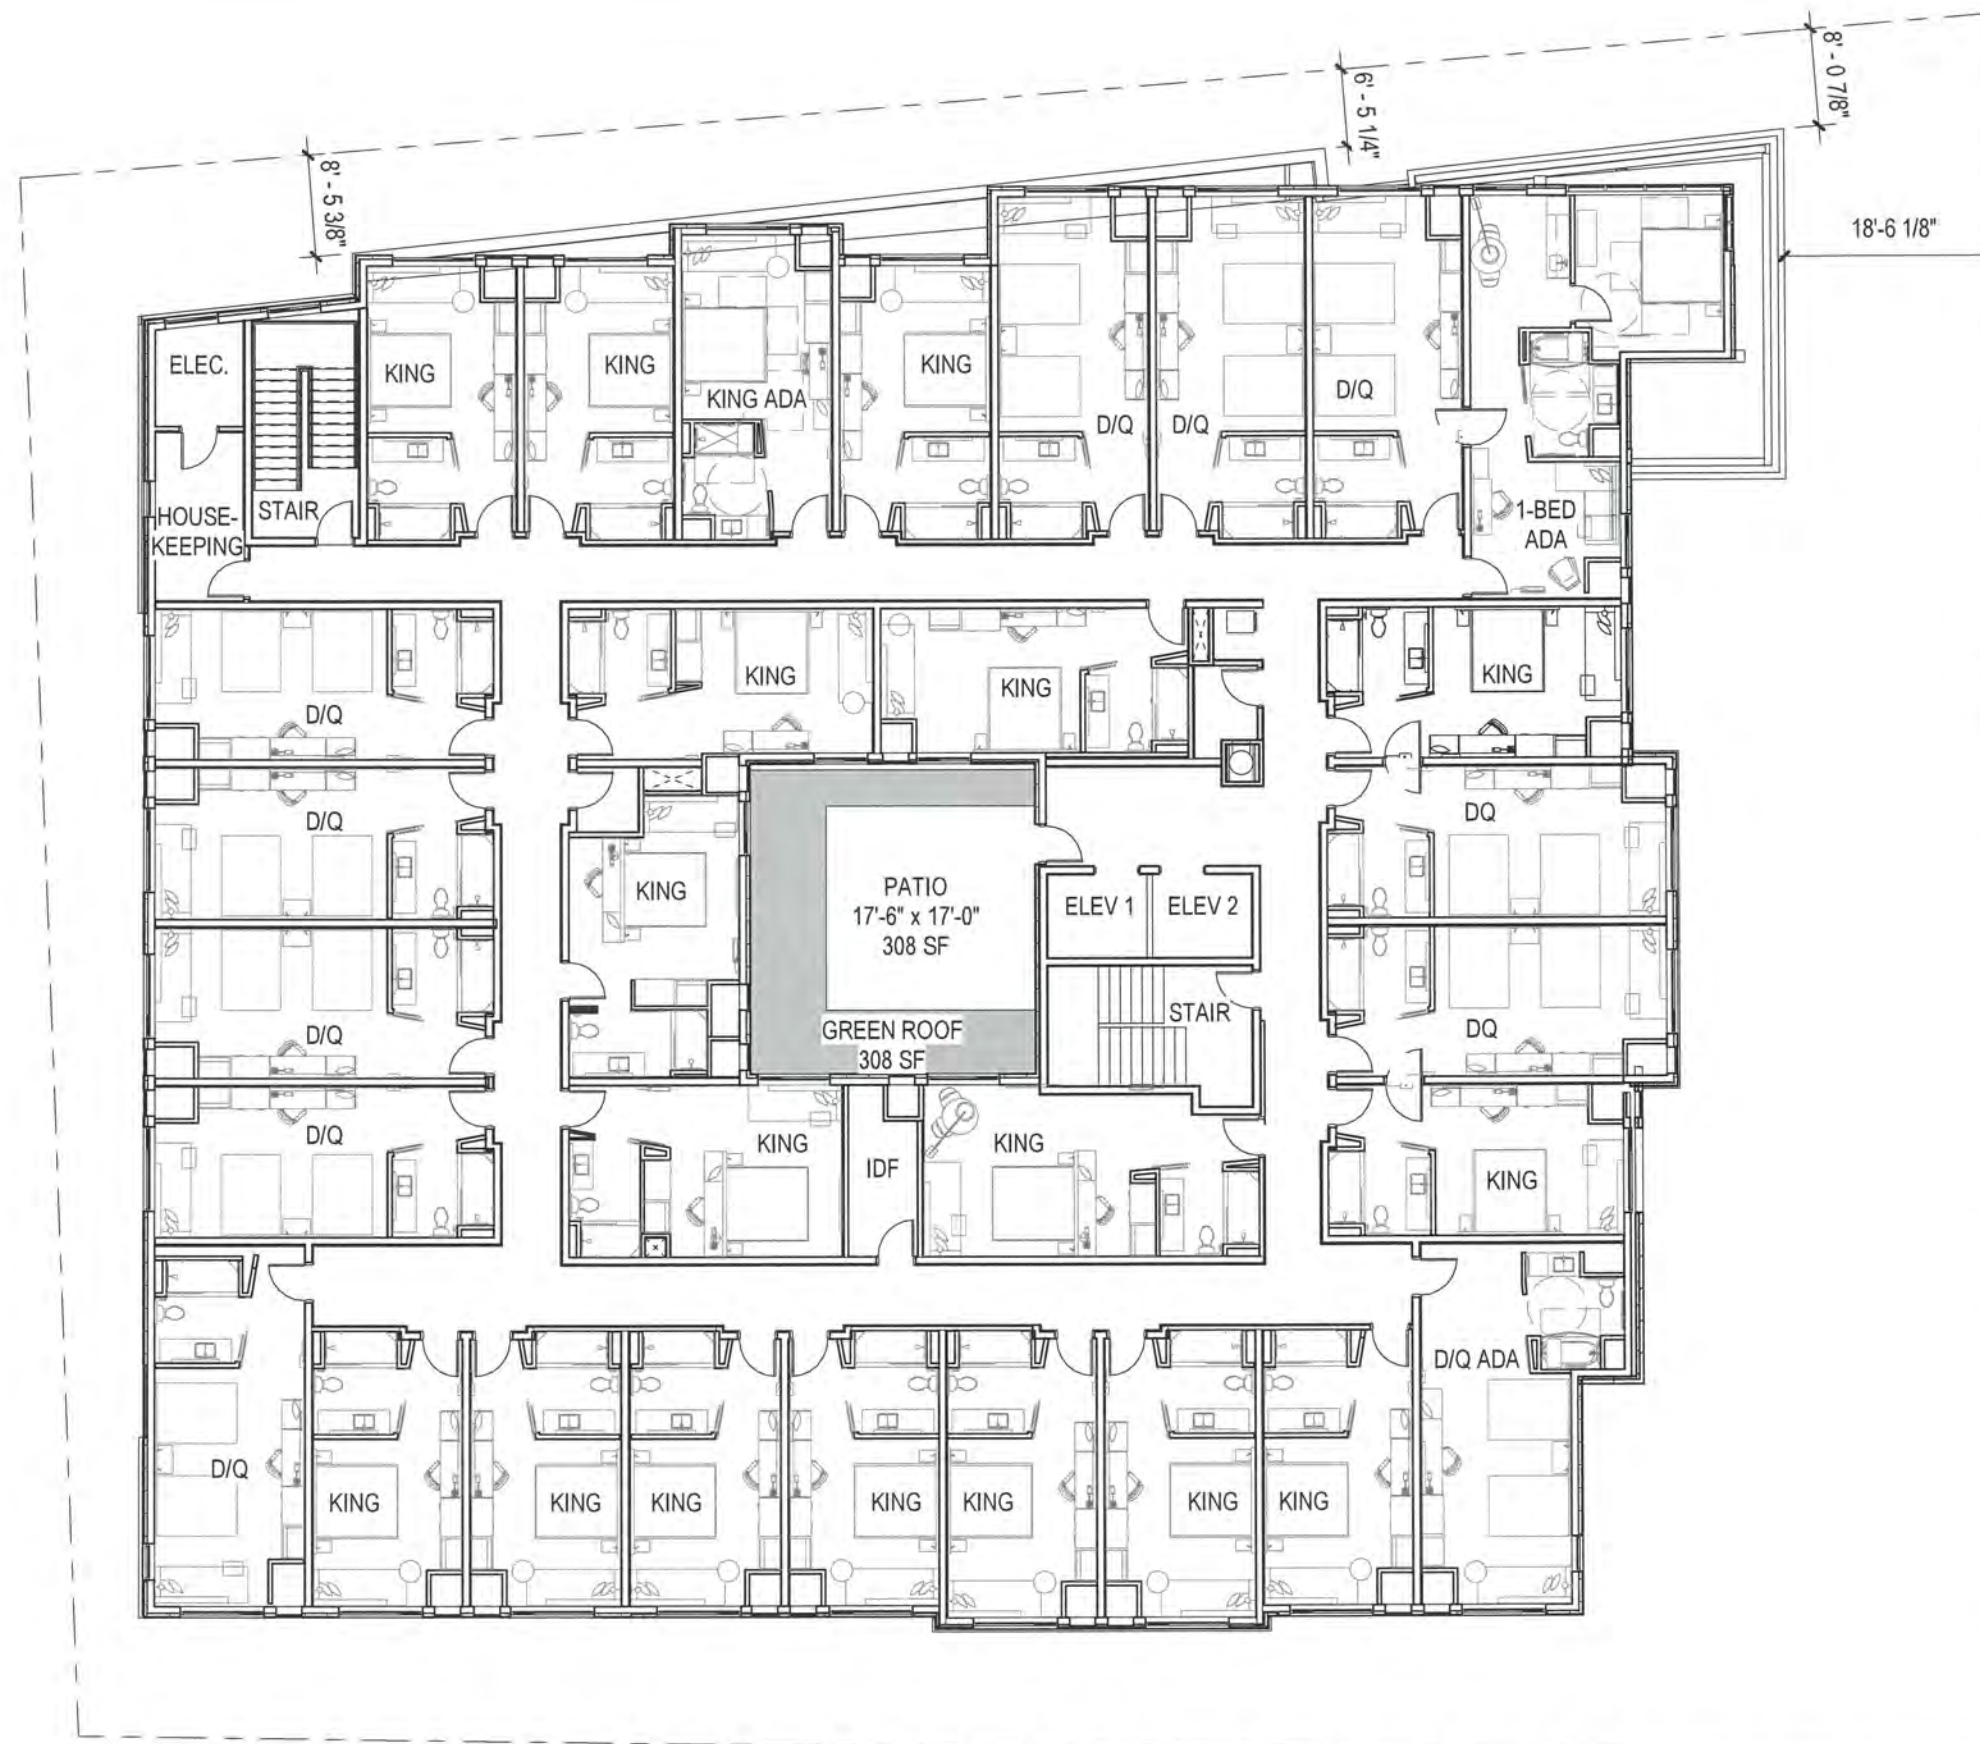 8' - 0 7/8"
6' - 5 1/4"
8' - 5 3/8"
18'-6 1/8"
ELEC.
KING
KING
KING ADA
KING
D/Q
D/Q
D/Q
HOUSE-
KEEPING
STAIR
1-BED
ADA
D/Q
KING
KING
KING
D/Q
KING
PATIO
17'-6" x 17'-0"
308 SF
ELEV 1
ELEV 2
DQ
D/Q
GREEN ROOF
308 SF
STAIR
DQ
D/Q
KING
IDF
KING
KING
D/Q
KING
KING
KING
KING
KING
KING
KING
D/Q ADA